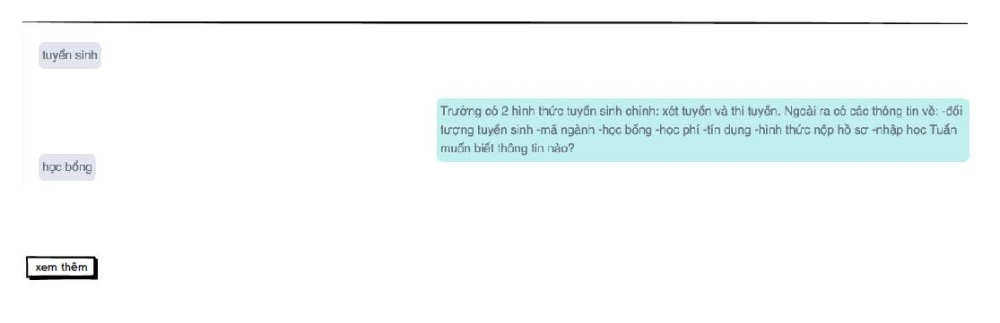 tuyển sinh
Trường có 2 hình thức tuyển sinh chính: xét tuyển và thi tuyển. Ngoài ra có các thông tin về: -đối
tượng tuyển sinh -mã ngành -học bổng -học phí -tín dụng -hình thức nộp hồ sơ -nhập học Tuấn
muốn biết thông tin nào?
học bổng
xem thêm